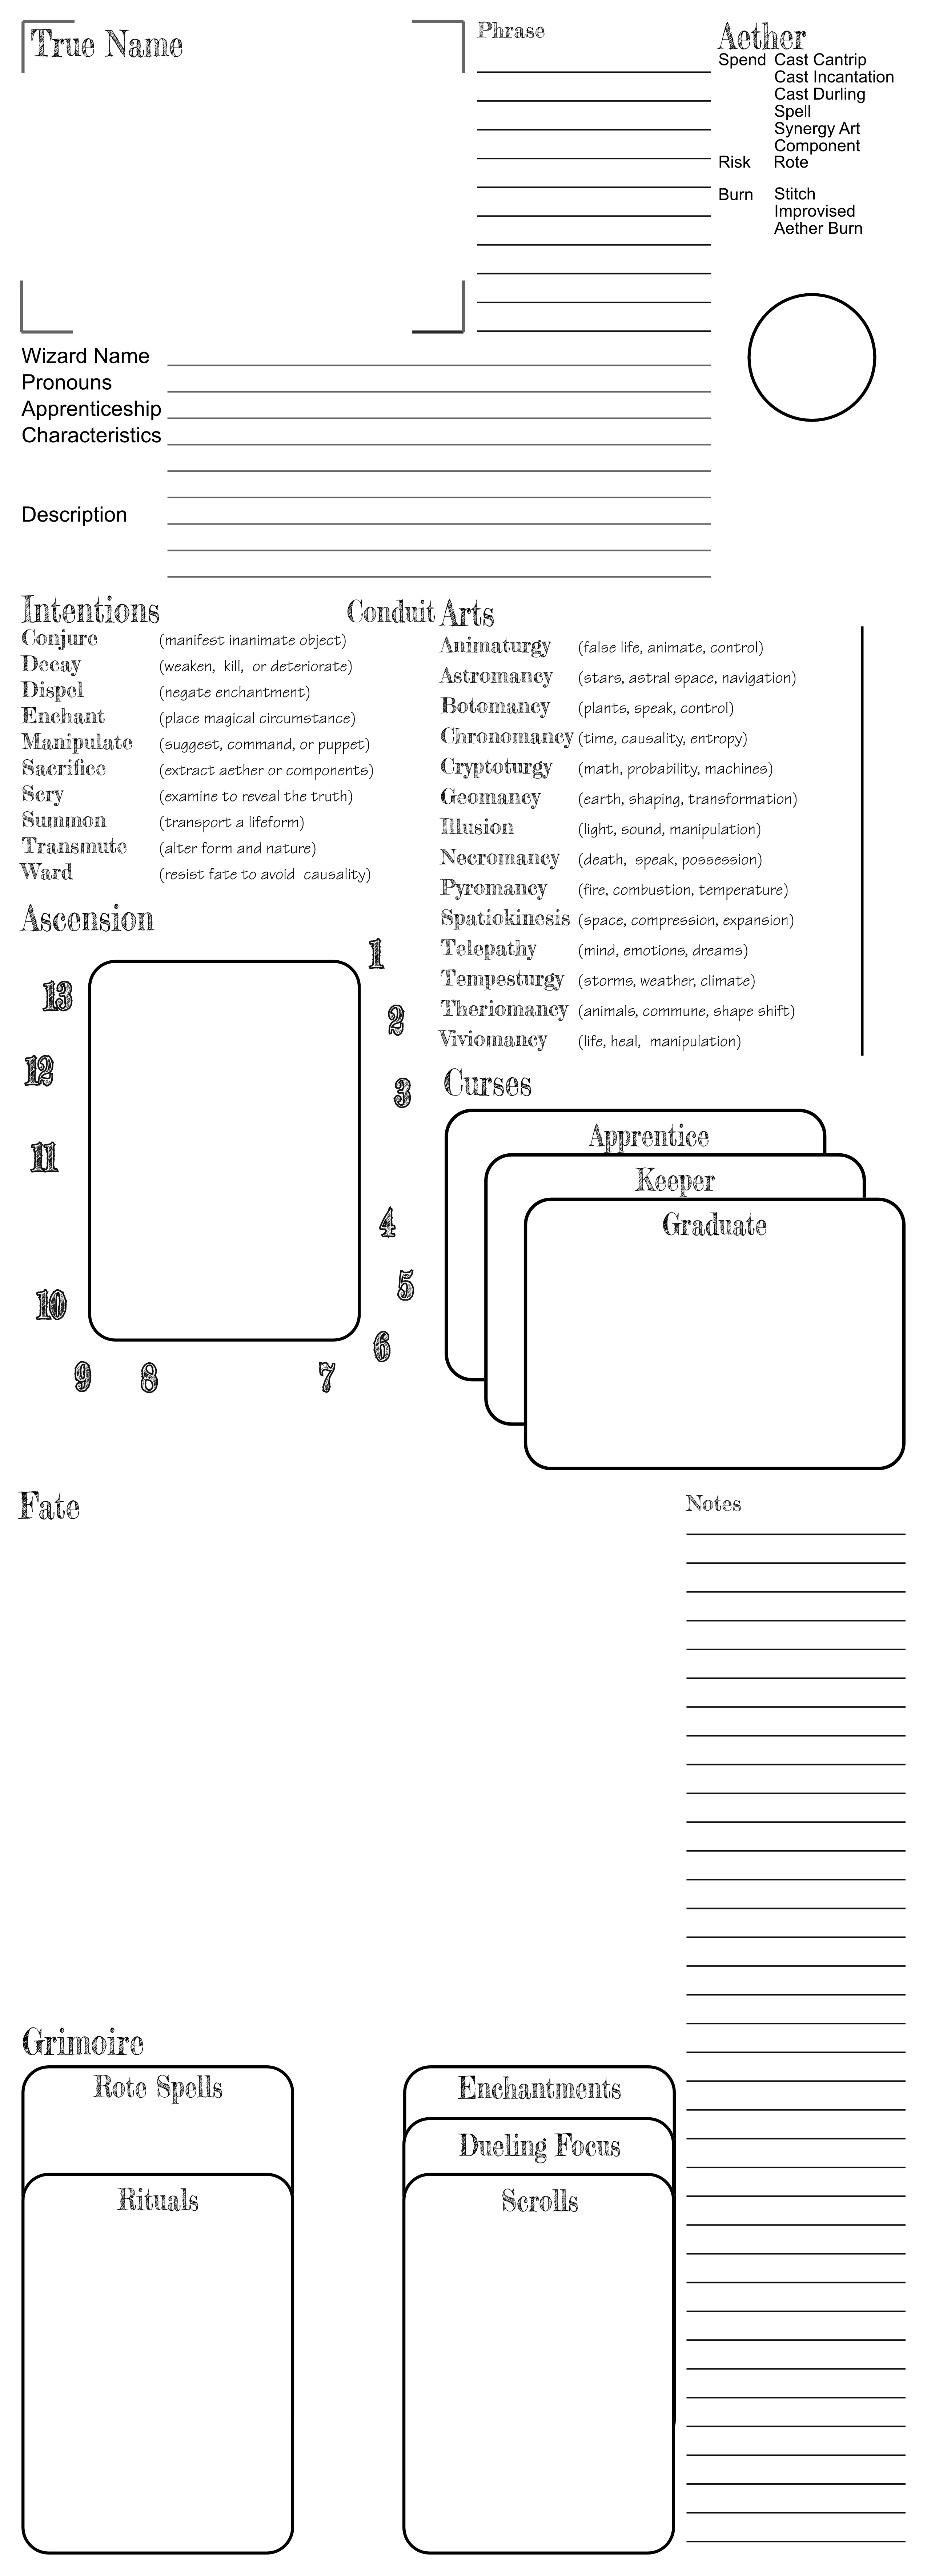 True Name
Phrase
Aether
Spend Cast Cantrip
Cast Incantation
Cast Durling
Spell
Synergy Art
Component
Risk Rote
Burn Stitch
Improvised
Aether Burn
Wizard Name
Pronouns
Apprenticeship
Characteristics
Description
Intentions
Conduit
Conjure (manifest inanimate object)
Decay (weaken, kill, or deteriorate)
Dispel (negate enchantment)
Enchant (place magical circumstance)
Manipulate (suggest, command, or puppet)
Sacrifice (extract aether or components)
Scry (examine to reveal the truth)
Summon (transport a lifeform)
Transmute (alter form and nature)
Ward (resist fate to avoid causality)
Arts
Animaturgy (false life, animate, control)
Astromancy (stars, astral space, navigation)
Botomancy (plants, speak, control)
Chronomancy (time, causality, entropy)
Cryptoturgy (math, probability, machines)
Geomancy (earth, shaping, transformation)
Illusion (light, sound, manipulation)
Necromancy (death, speak, possession)
Pyromancy (fire, combustion, temperature)
Spatiokinesis (space, compression, expansion)
Telepathy (mind, emotions, dreams)
Tempesturgy (storms, weather, climate)
Theriomancy (animals, commune, shape shift)
Viviomancy (life, heal, manipulation)
Ascension
1
2
3
4
5
6
7
8
9
10
11
12
13
Curses
Apprentice
Keeper
Graduate
Fate
Notes
Grimoire
Rote Spells
Rituals
Enchantments
Dueling Focus
Scrolls